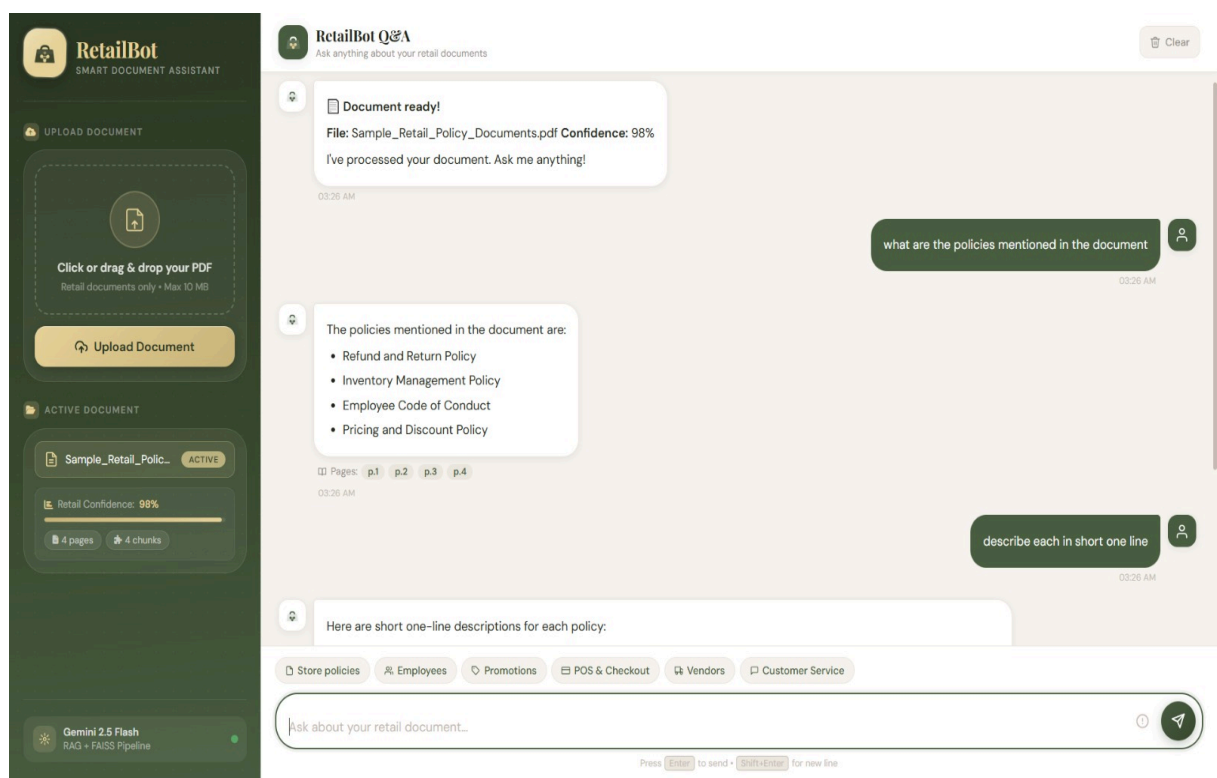 RetailBot
SMART DOCUMENT ASSISTANT
UPLOAD DOCUMENT
Click or drag & drop your PDF
Retail documents only • Max 10 MB
Upload Document
ACTIVE DOCUMENT
Sample_Retail_Polic... ACTIVE
Retail Confidence: 98%
4 pages 4 chunks
Gemini 2.5 Flash
RAG + FAISS Pipeline
RetailBot Q&A
Ask anything about your retail documents
Clear
Document ready!
File: Sample_Retail_Policy_Documents.pdf Confidence: 98%
I've processed your document. Ask me anything!
03:26 AM
what are the policies mentioned in the document
03:26 AM
The policies mentioned in the document are:
• Refund and Return Policy
• Inventory Management Policy
• Employee Code of Conduct
• Pricing and Discount Policy
Pages: p.1 p.2 p.3 p.4
03:26 AM
describe each in short one line
03:26 AM
Here are short one-line descriptions for each policy:
Store policies Employees Promotions POS & Checkout Vendors Customer Service
Ask about your retail document...
Press Enter to send • Shift+Enter for new line